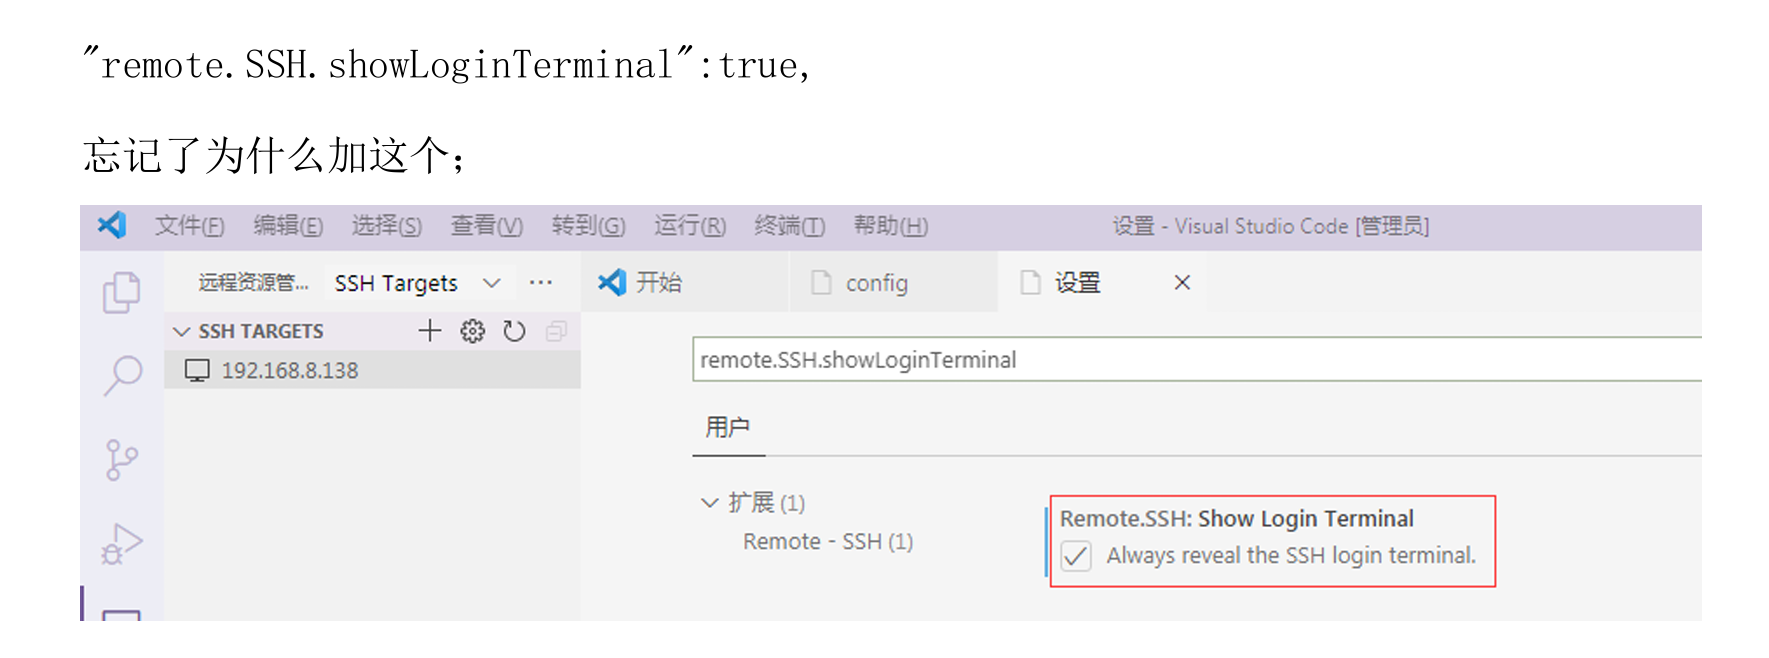 "remote.SSH.showLoginTerminal":true,
忘记了为什么加这个；
文件(F) 编辑(E) 选择(S) 查看(V) 转到(G) 运行(R) 终端(T) 帮助(H) 设置 - Visual Studio Code [管理员]
远程资源管... SSH Targets ··· 开始 config 设置
SSH TARGETS
192.168.8.138
remote.SSH.showLoginTerminal
用户
扩展 (1)
Remote - SSH (1)
Remote.SSH: Show Login Terminal
Always reveal the SSH login terminal.